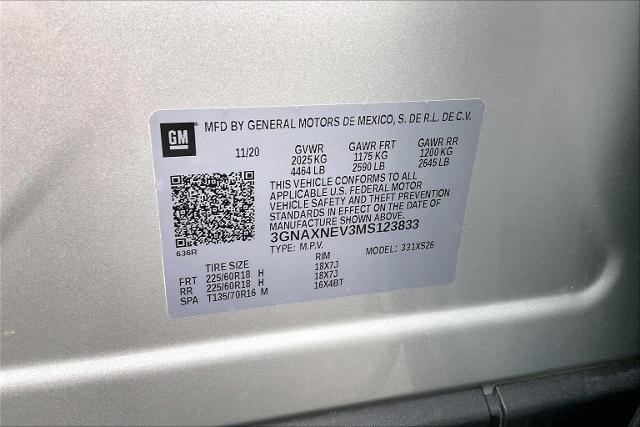 GM
MFD BY GENERAL MOTORS DE MEXICO, S. DE R.L. DE C.V.
11/20 GVWR GAWR FRT GAWR RR
2025 KG 1175 KG 1200 KG
4464 LB 2590 LB 2645 LB
THIS VEHICLE CONFORMS TO ALL
APPLICABLE U.S. FEDERAL MOTOR
VEHICLE SAFETY AND THEFT PREVENTION
STANDARDS IN EFFECT ON THE DATE OF
MANUFACTURE SHOWN ABOVE.
3GNAXNEV3MS123833
636R TYPE: M.P.V. MODEL: 331XS26
TIRE SIZE RIM
FRT 225/60R18 H 18X7J
RR 225/60R18 H 18X7J
SPA T135/70R16 M 16X4BT